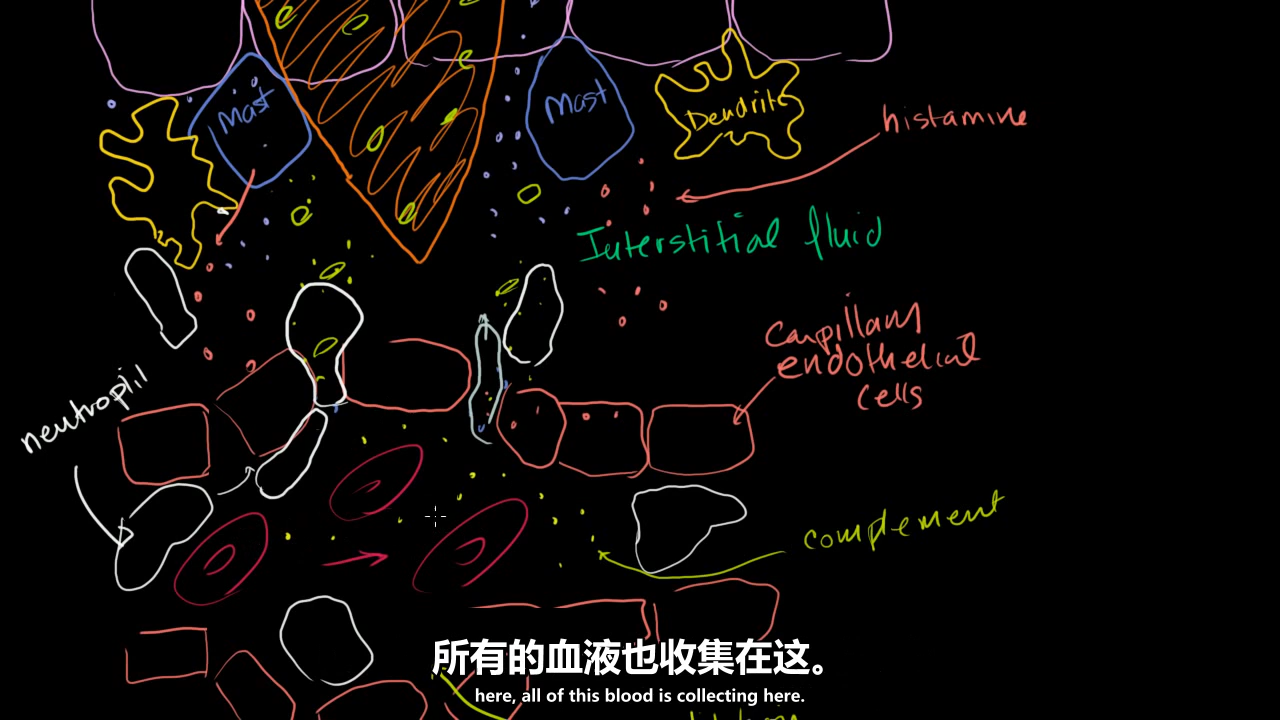 Mast
Mast
Dendrite
histamine
Interstitial fluid
Capillary
endothelial
cells
neutrophil
complement
所有的血液也收集在这。
here, all of this blood is collecting here.